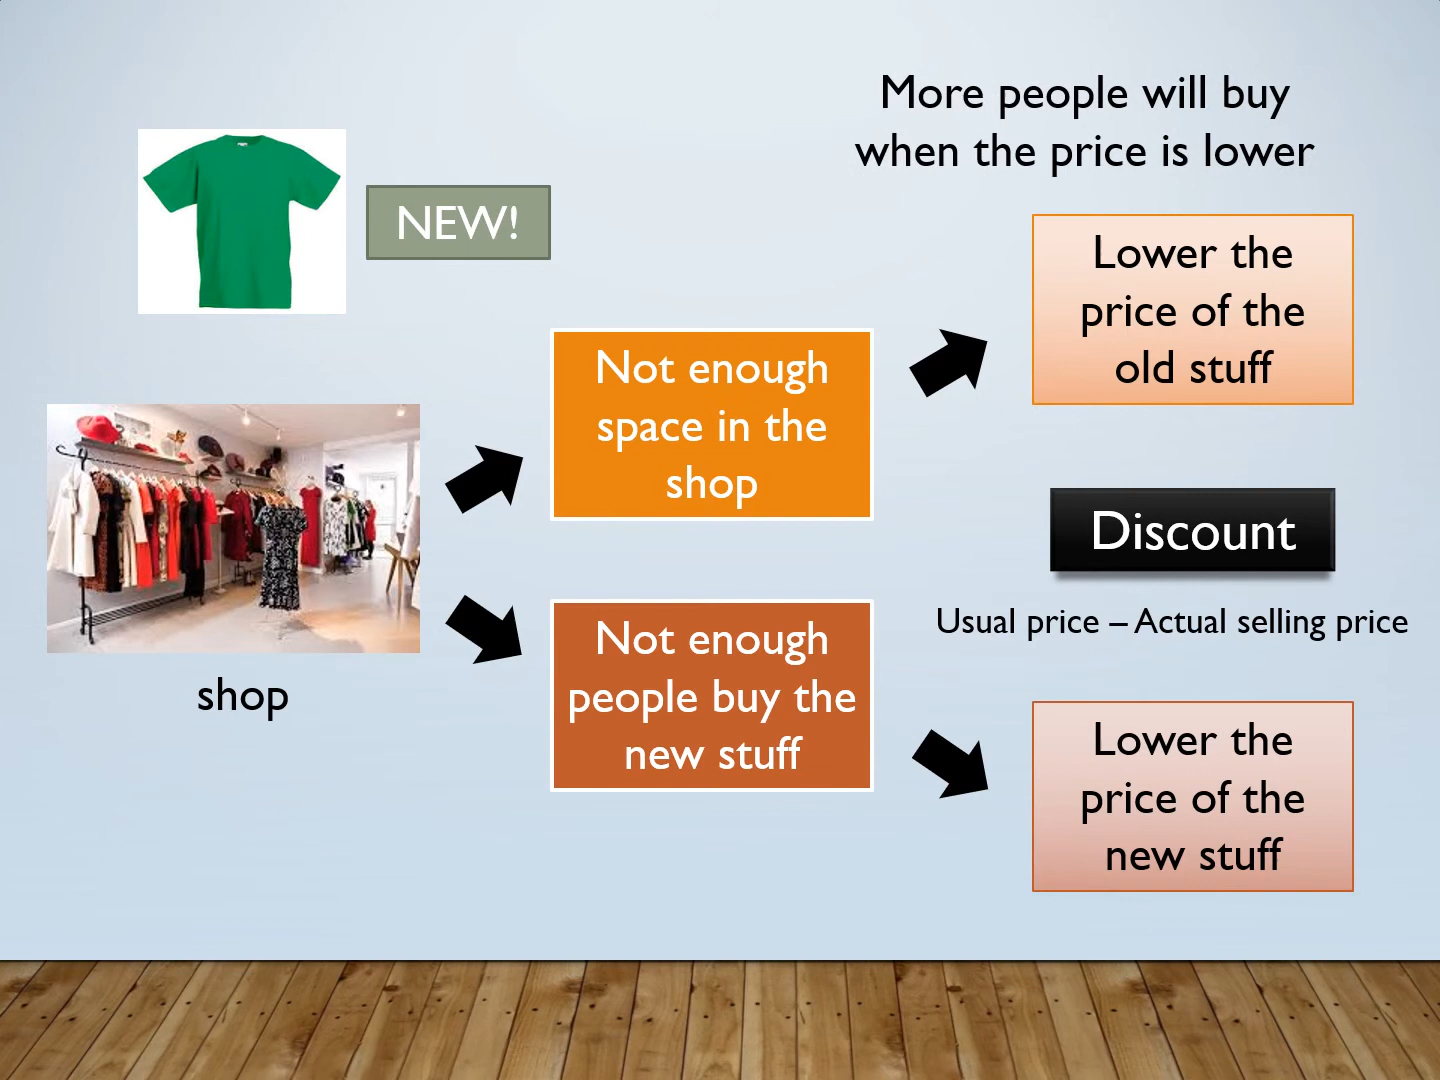 More people will buy
when the price is lower
NEW!
Lower the
price of the
old stuff
Not enough
space in the
shop
Discount
Usual price – Actual selling price
Not enough
people buy the
new stuff
shop
Lower the
price of the
new stuff